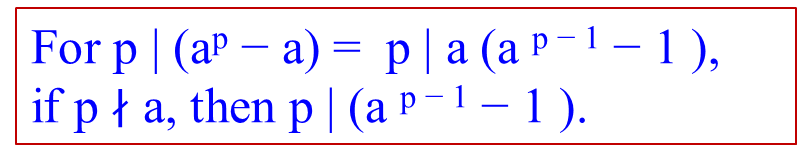 For p | (aᵖ − a) = p | a (a ᵖ ⁻ ¹ − 1 ),
if p ∤ a, then p | (a ᵖ ⁻ ¹ − 1 ).